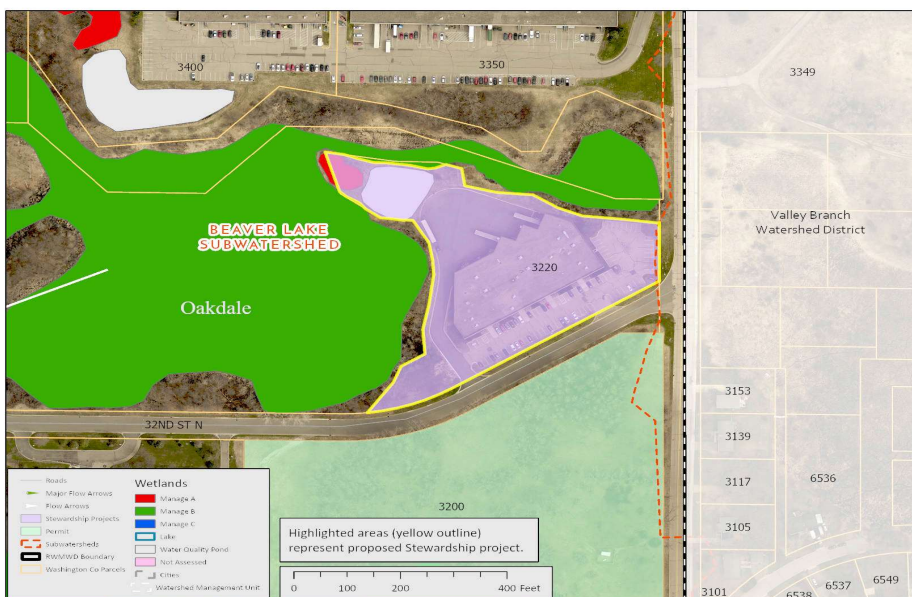 3400
3350
3349
Valley Branch
Watershed District
BEAVER LAKE
SUBWATERSHED
3220
Oakdale
3153
32ND ST N
3139
3117
6536
3200
3105
3101
6538
6537
6549
Roads
Major Flow Arrows
Flow Arrows
Stewardship Projects
Permit
Subwatersheds
RWMWD Boundary
Washington Co Parcels
Wetlands
Manage A
Manage B
Manage C
Lake
Water Quality Pond
Not Assessed
Cities
Watershed Management Unit
Highlighted areas (yellow outline)
represent proposed Stewardship project.
0 100 200 400 Feet